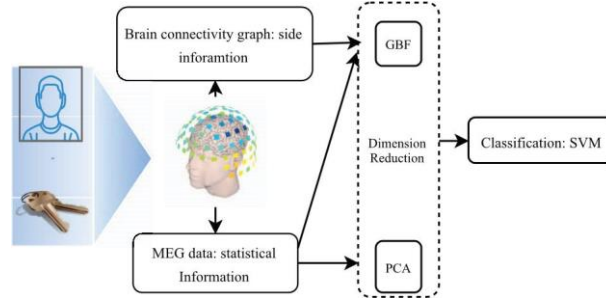 Brain connectivity graph: side
inforamtion
GBF
Dimension
Reduction
Classification: SVM
MEG data: statistical
Information
PCA